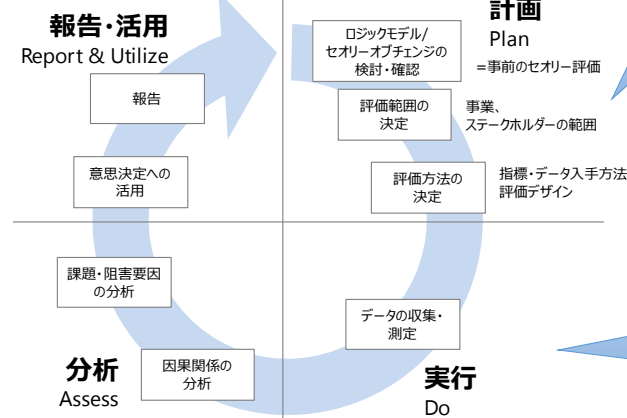 報告・活用
Report & Utilize
報告
意思決定への
活用
計画
Plan
ロジックモデル/
セオリーオブチェンジの
検討・確認
=事前のセオリー評価
評価範囲の
決定
事業、
ステークホルダーの範囲
評価方法の
決定
指標・データ入手方法
評価デザイン
データの収集・
測定
実行
Do
因果関係の
分析
分析
Assess
課題・阻害要因
の分析